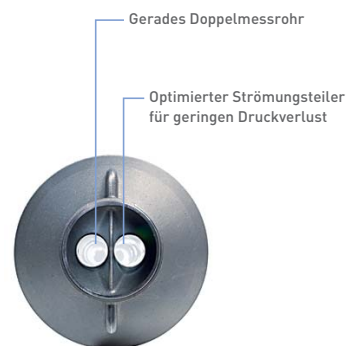 Gerades Doppelmessrohr
Optimierter Strömungsteiler
für geringen Druckverlust